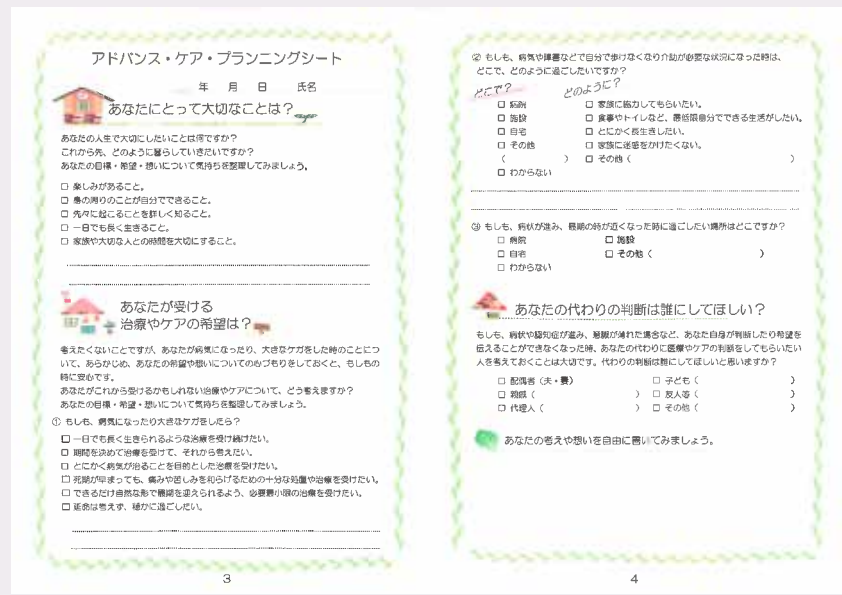 アドバンス・ケア・プランニングシート
年 月 日 氏名
あなたにとって大切なことは？
あなたの人生で大切にしたいことは何ですか？
これから先、どのように暮らしていきたいですか？
あなたの目標・希望・想いについて気持ちを整理してみましょう。
□ 楽しみがあること。
□ 身の周りのことが自分でできること。
□ 先々に起こることを詳しく知ること。
□ 一日でも長く生きること。
□ 家族や大切な人との時間を大切にすること。
あなたが受ける
治療やケアの希望は？
考えたくないことですが、あなたが病気になったり、大きなケガをした時のことにつ
いて、あらかじめ、あなたの希望や想いについての心づもりをしておくと、もしもの
時に安心です。
あなたがこれから受けるかもしれない治療やケアについて、どう考えますか？
あなたの目標・希望・想いについて気持ちを整理してみましょう。
① もしも、病気になったり大きなケガをしたら？
□ 一日でも長く生きられるような治療を受け続けたい。
□ 期間を決めて治療を受けて、それから考えたい。
□ とにかく病気が治ることを目的とした治療を受けたい。
□ 死期が早まっても、痛みや苦しみを和らげるための十分な処置や治療を受けたい。
□ できるだけ自然な形で最期を迎えられるよう、必要最小限の治療を受けたい。
□ 延命は考えず、穏かに過ごしたい。
3
② もしも、病気や障害などで自分で歩けなくなり介助が必要な状況になった時は、
どこで、どのように過ごしたいですか？
どこで？ どのように？
□ 病院 □ 家族に協力してもらいたい。
□ 施設 □ 食事やトイレなど、最低限自分でできる生活がしたい。
□ 自宅 □ とにかく長生きしたい。
□ その他 □ 家族に迷惑をかけたくない。
（ ） □ その他（ ）
□ わからない
③ もしも、病状が進み、最期の時が近くなった時に過ごしたい場所はどこですか？
□ 病院 □ 施設
□ 自宅 □ その他（ ）
□ わからない
あなたの代わりの判断は誰にしてほしい？
もしも、病状や認知症が進み、意識が薄れた場合など、あなた自身が判断したり希望を
伝えることができなくなった時、あなたの代わりに医療やケアの判断をしてもらいたい
人を考えておくことは大切です。代わりの判断は誰にしてほしいと思いますか？
□ 配偶者（夫・妻） □ 子ども（ ）
□ 親戚（ ） □ 友人等（ ）
□ 代理人（ ） □ その他（ ）
あなたの考えや想いを自由に書いてみましょう。
4